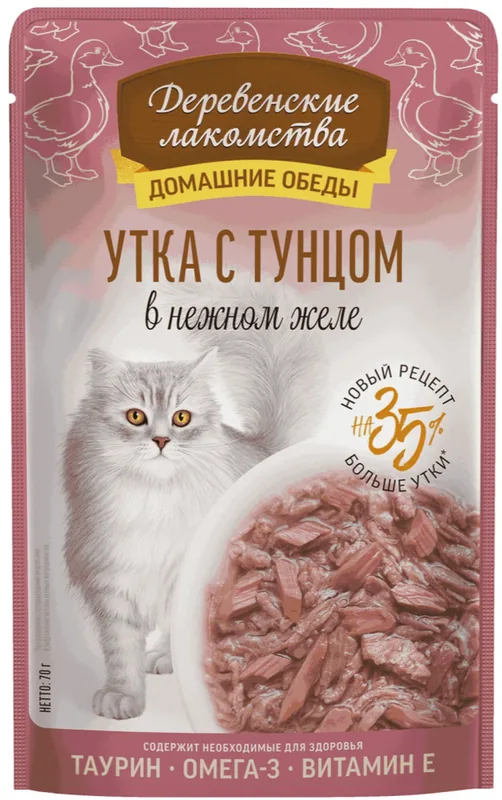 Деревенские
лакомства
ДОМАШНИЕ ОБЕДЫ
УТКА С ТУНЦОМ
в нежном желе
НОВЫЙ РЕЦЕПТ
НА 35%
БОЛЬШЕ УТКИ*
НЕТТО: 70 г
СОДЕРЖИТ НЕОБХОДИМЫЕ ДЛЯ ЗДОРОВЬЯ
ТАУРИН · ОМЕГА-3 · ВИТАМИН Е